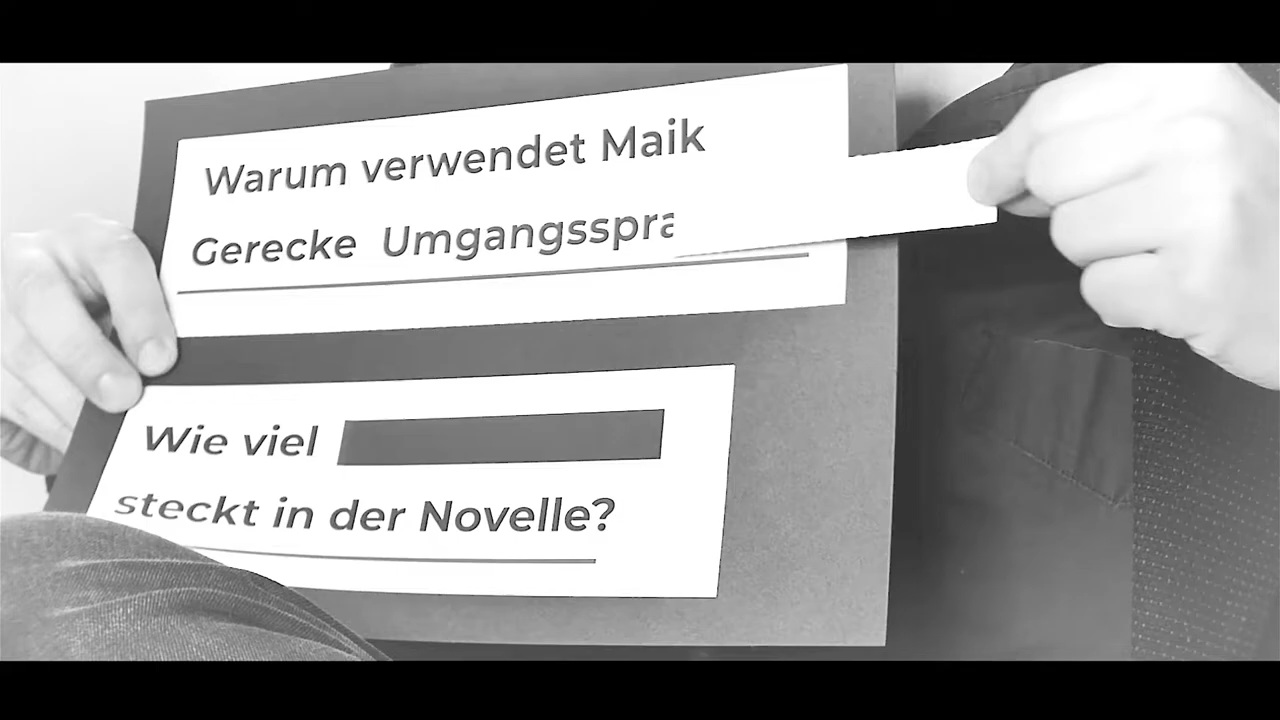 Warum verwendet Maik
Gerecke Umgangsspra
Wie viel
steckt in der Novelle?